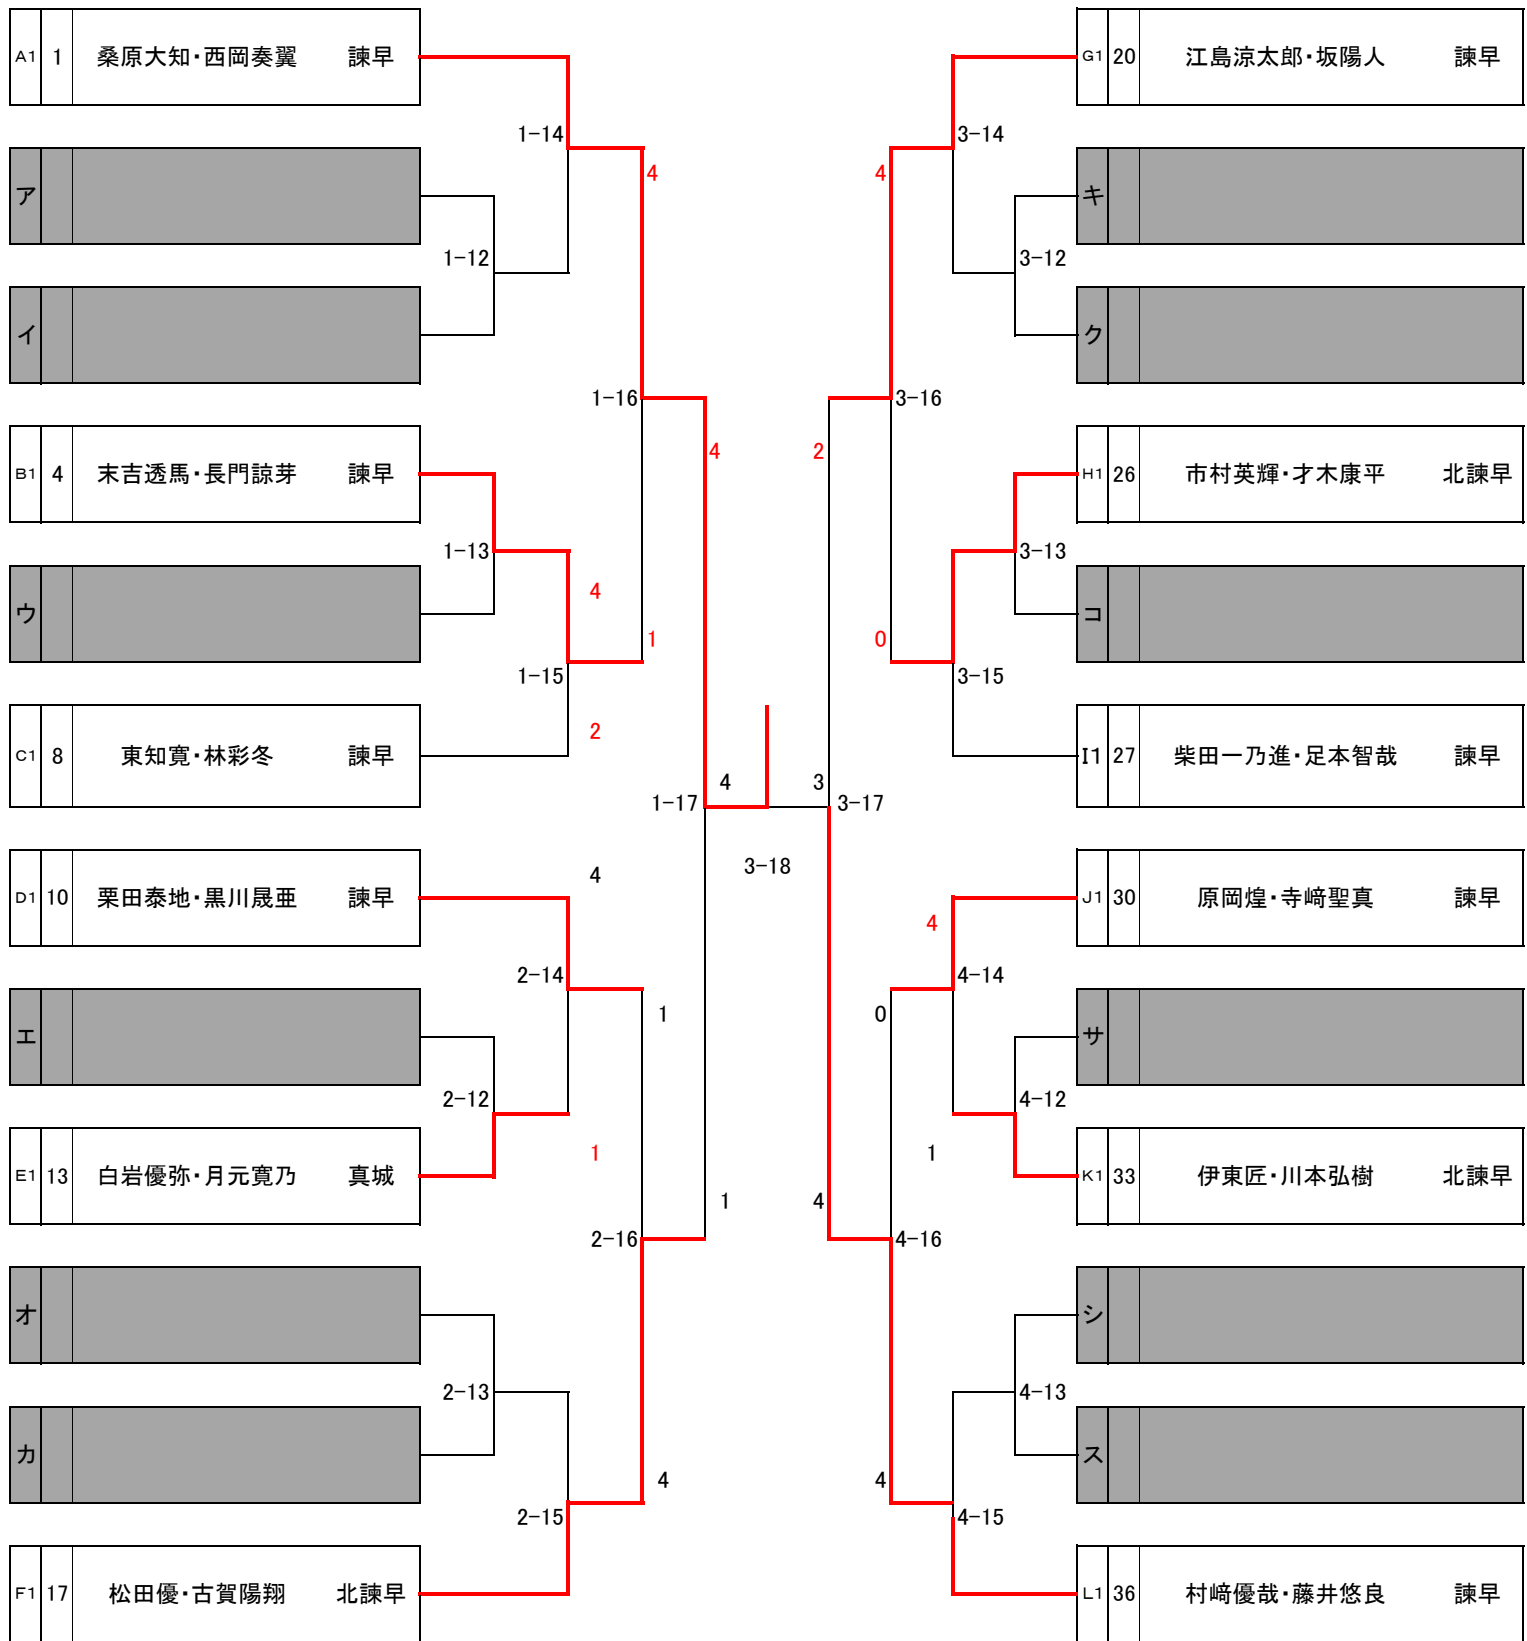 A1 1 桑原大知・西岡奏翼 諫早
1-14
4
ア
1-12
イ
1-16
4
B1 4 末吉透馬・長門諒芽 諫早
1-13
4
ウ
1
1-15
2
C1 8 東知寛・林彩冬 諫早
4
1-17
4
D1 10 栗田泰地・黒川晟亜 諫早
2-14
1
エ
2-12
1
E1 13 白岩優弥・月元寛乃 真城
1
2-16
オ
2-13
カ
4
2-15
F1 17 松田優・古賀陽翔 北諫早
3-18
G1 20 江島涼太郎・坂陽人 諫早
3-14
4
キ
3-12
ク
3-16
2
H1 26 市村英輝・才木康平 北諫早
3-13
コ
0
3-15
I1 27 柴田一乃進・足本智哉 諫早
3
3-17
J1 30 原岡煌・寺﨑聖真 諫早
4
4-14
0
サ
4-12
1
K1 33 伊東匠・川本弘樹 北諫早
4
4-16
シ
4-13
ス
4
4-15
L1 36 村﨑優哉・藤井悠良 諫早